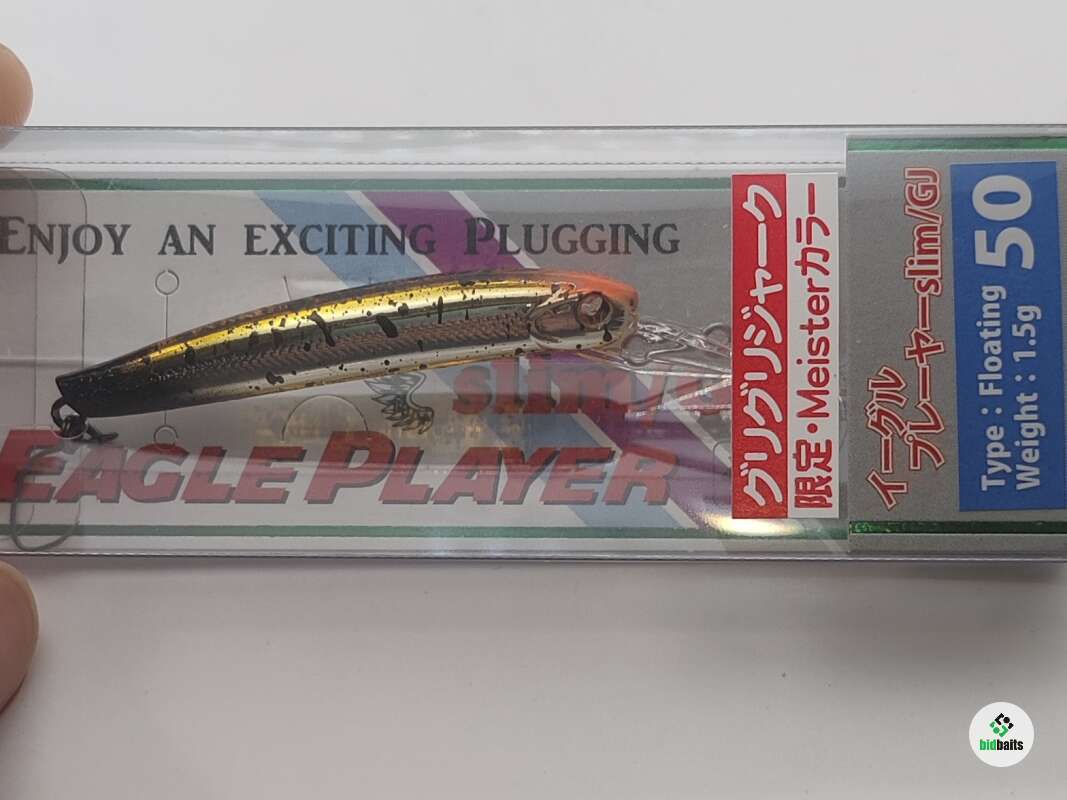 ENJOY AN EXCITING PLUGGING
slim/
EAGLE PLAYER
グリグリジャーク
限定・Meisterカラー
イーグル
プレーヤーslim/GJ
Type : Floating 50
Weight : 1.5g
bidbaits